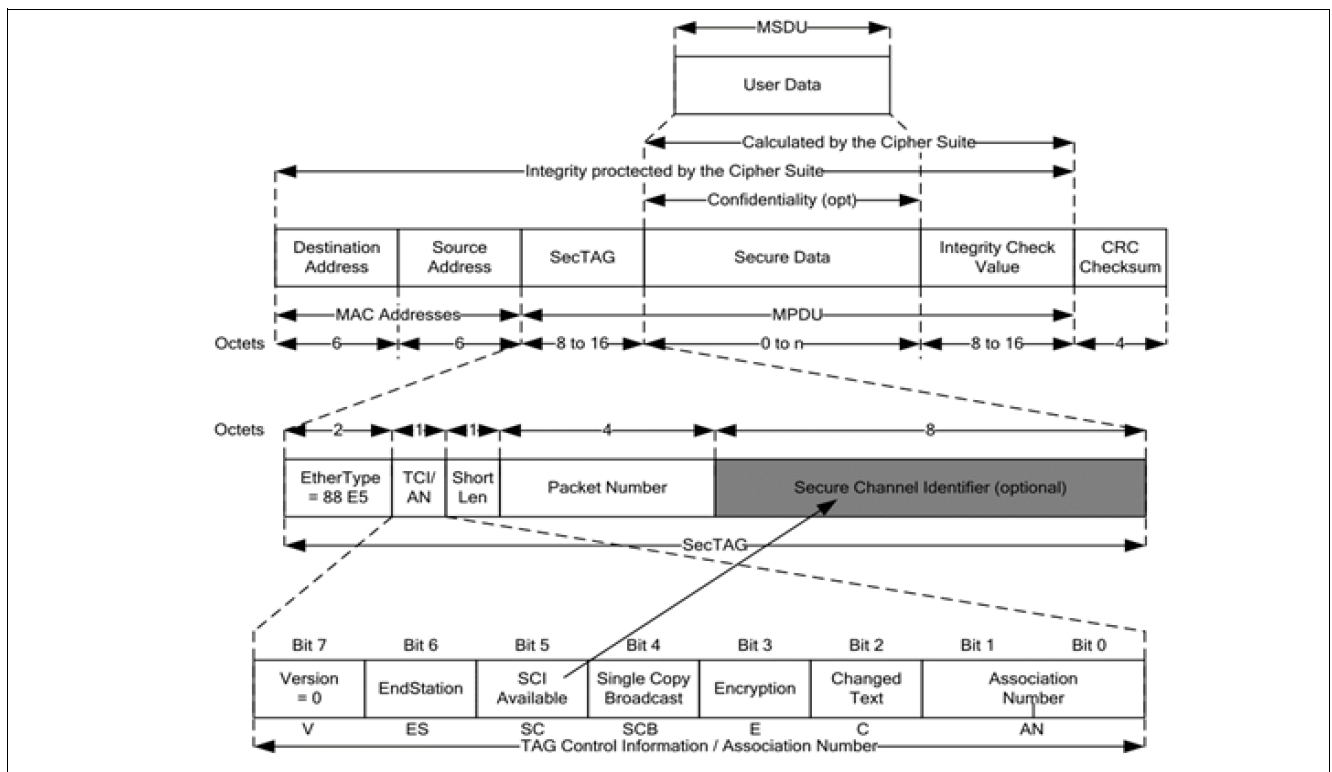 MSDU
User Data
Calculated by the Cipher Suite
Integrity proctected by the Cipher Suite
Confidentiality (opt)
Destination Address
Source Address
SecTAG
Secure Data
Integrity Check Value
CRC Checksum
MAC Addresses
MPDU
Octets 6 6 8 to 16 0 to n 8 to 16 4
Octets 2 1 1 4 8
EtherType = 88 E5
TCI/ AN
Short Len
Packet Number
Secure Channel Identifier (optional)
SecTAG
Bit 7 Bit 6 Bit 5 Bit 4 Bit 3 Bit 2 Bit 1 Bit 0
Version = 0
EndStation
SCI Available
Single Copy Broadcast
Encryption
Changed Text
Association Number
V ES SC SCB E C AN
TAG Control Information / Association Number